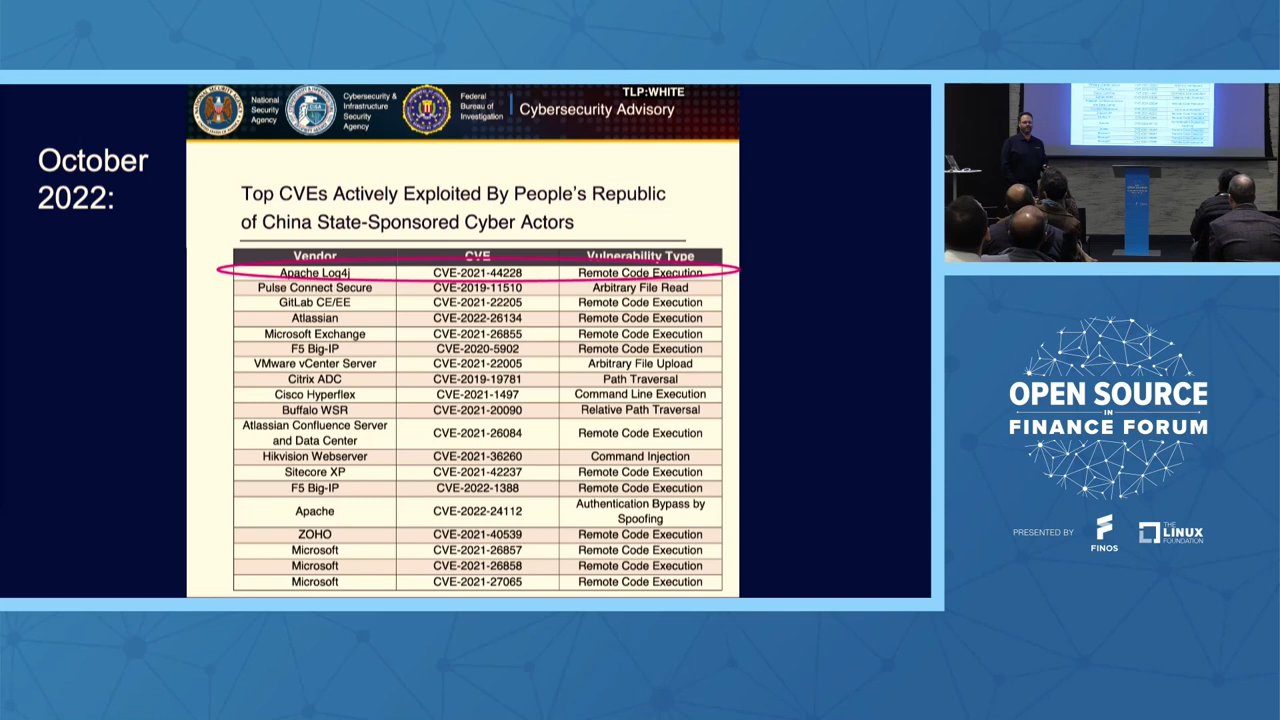 October
2022:
National
Security
Agency
Cybersecurity &
Infrastructure
Security
Agency
Federal
Bureau of
Investigation
TLP:WHITE
Cybersecurity Advisory
Top CVEs Actively Exploited By People's Republic
of China State-Sponsored Cyber Actors
Vendor CVE Vulnerability Type
Apache Log4j CVE-2021-44228 Remote Code Execution
Pulse Connect Secure CVE-2019-11510 Arbitrary File Read
GitLab CE/EE CVE-2021-22205 Remote Code Execution
Atlassian CVE-2022-26134 Remote Code Execution
Microsoft Exchange CVE-2021-26855 Remote Code Execution
F5 Big-IP CVE-2020-5902 Remote Code Execution
VMware vCenter Server CVE-2021-22005 Arbitrary File Upload
Citrix ADC CVE-2019-19781 Path Traversal
Cisco Hyperflex CVE-2021-1497 Command Line Execution
Buffalo WSR CVE-2021-20090 Relative Path Traversal
Atlassian Confluence Server
and Data Center CVE-2021-26084 Remote Code Execution
Hikvision Webserver CVE-2021-36260 Command Injection
Sitecore XP CVE-2021-42237 Remote Code Execution
F5 Big-IP CVE-2022-1388 Remote Code Execution
Apache CVE-2022-24112 Authentication Bypass by
Spoofing
ZOHO CVE-2021-40539 Remote Code Execution
Microsoft CVE-2021-26857 Remote Code Execution
Microsoft CVE-2021-26858 Remote Code Execution
Microsoft CVE-2021-27065 Remote Code Execution
OPEN SOURCE
IN
FINANCE FORUM
PRESENTED BY
FINOS
THE
LINUX
FOUNDATION